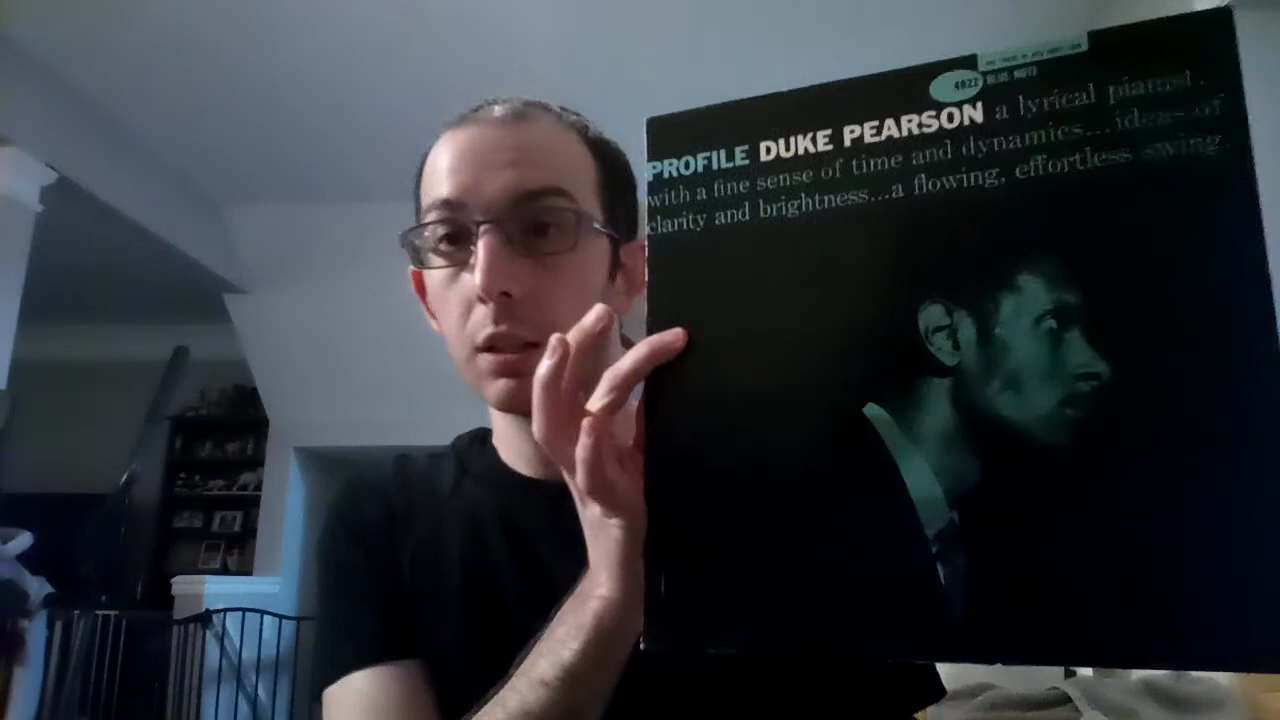 4022 BLUE NOTE
PROFILE DUKE PEARSON a lyrical pianist.
with a fine sense of time and dynamics...ideas of
clarity and brightness...a flowing, effortless swing